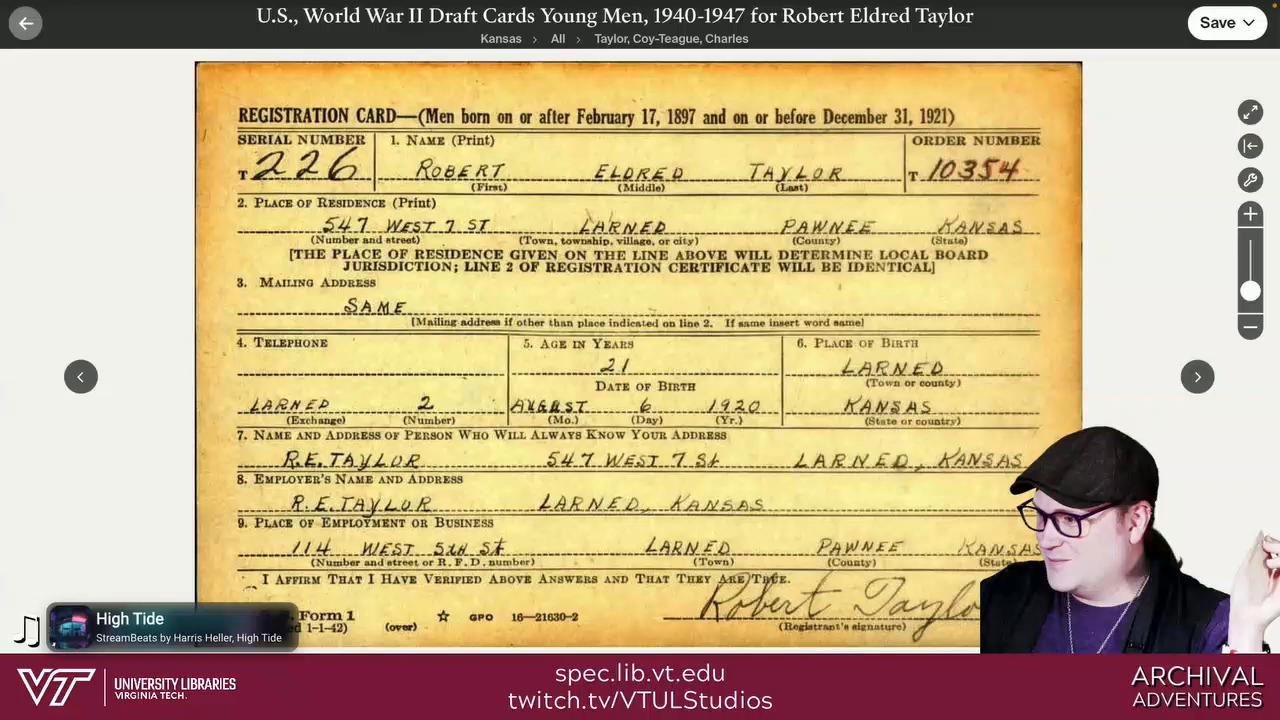 U.S., World War II Draft Cards Young Men, 1940-1947 for Robert Eldred Taylor
Kansas > All > Taylor, Coy-Teague, Charles
Save
REGISTRATION CARD—(Men born on or after February 17, 1897 and on or before December 31, 1921)
SERIAL NUMBER 1. NAME (Print) ORDER NUMBER
T 226 ROBERT ELDRED TAYLOR T 10354
(First) (Middle) (Last)
2. PLACE OF RESIDENCE (Print)
547 WEST 7 ST LARNED PAWNEE KANSAS
(Number and street) (Town, township, village, or city) (County) (State)
[THE PLACE OF RESIDENCE GIVEN ON THE LINE ABOVE WILL DETERMINE LOCAL BOARD
JURISDICTION; LINE 2 OF REGISTRATION CERTIFICATE WILL BE IDENTICAL]
3. MAILING ADDRESS
SAME
[Mailing address if other than place indicated on line 2. If same insert word same]
4. TELEPHONE 5. AGE IN YEARS 6. PLACE OF BIRTH
21 LARNED
DATE OF BIRTH (Town or county)
LARNED 2 AUGUST 6 1920 KANSAS
(Exchange) (Number) (Mo.) (Day) (Yr.) (State or country)
7. NAME AND ADDRESS OF PERSON WHO WILL ALWAYS KNOW YOUR ADDRESS
R.E. TAYLOR 547 WEST 7 St LARNED, KANSAS
8. EMPLOYER'S NAME AND ADDRESS
R.E. TAYLOR LARNED, KANSAS
9. PLACE OF EMPLOYMENT OR BUSINESS
114 WEST 5TH St LARNED PAWNEE KANSAS
(Number and street or R. F. D. number) (Town) (County) (State
I AFFIRM THAT I HAVE VERIFIED ABOVE ANSWERS AND THAT THEY ARE TRUE.
Robert Taylo
Form 1 GPO 16—21630-2
1-1-42) (over) (Registrant's signature)
High Tide
StreamBeats by Harris Heller, High Tide
VT UNIVERSITY LIBRARIES
VIRGINIA TECH.
spec.lib.vt.edu
twitch.tv/VTULStudios
ARCHIVAL
ADVENTURES